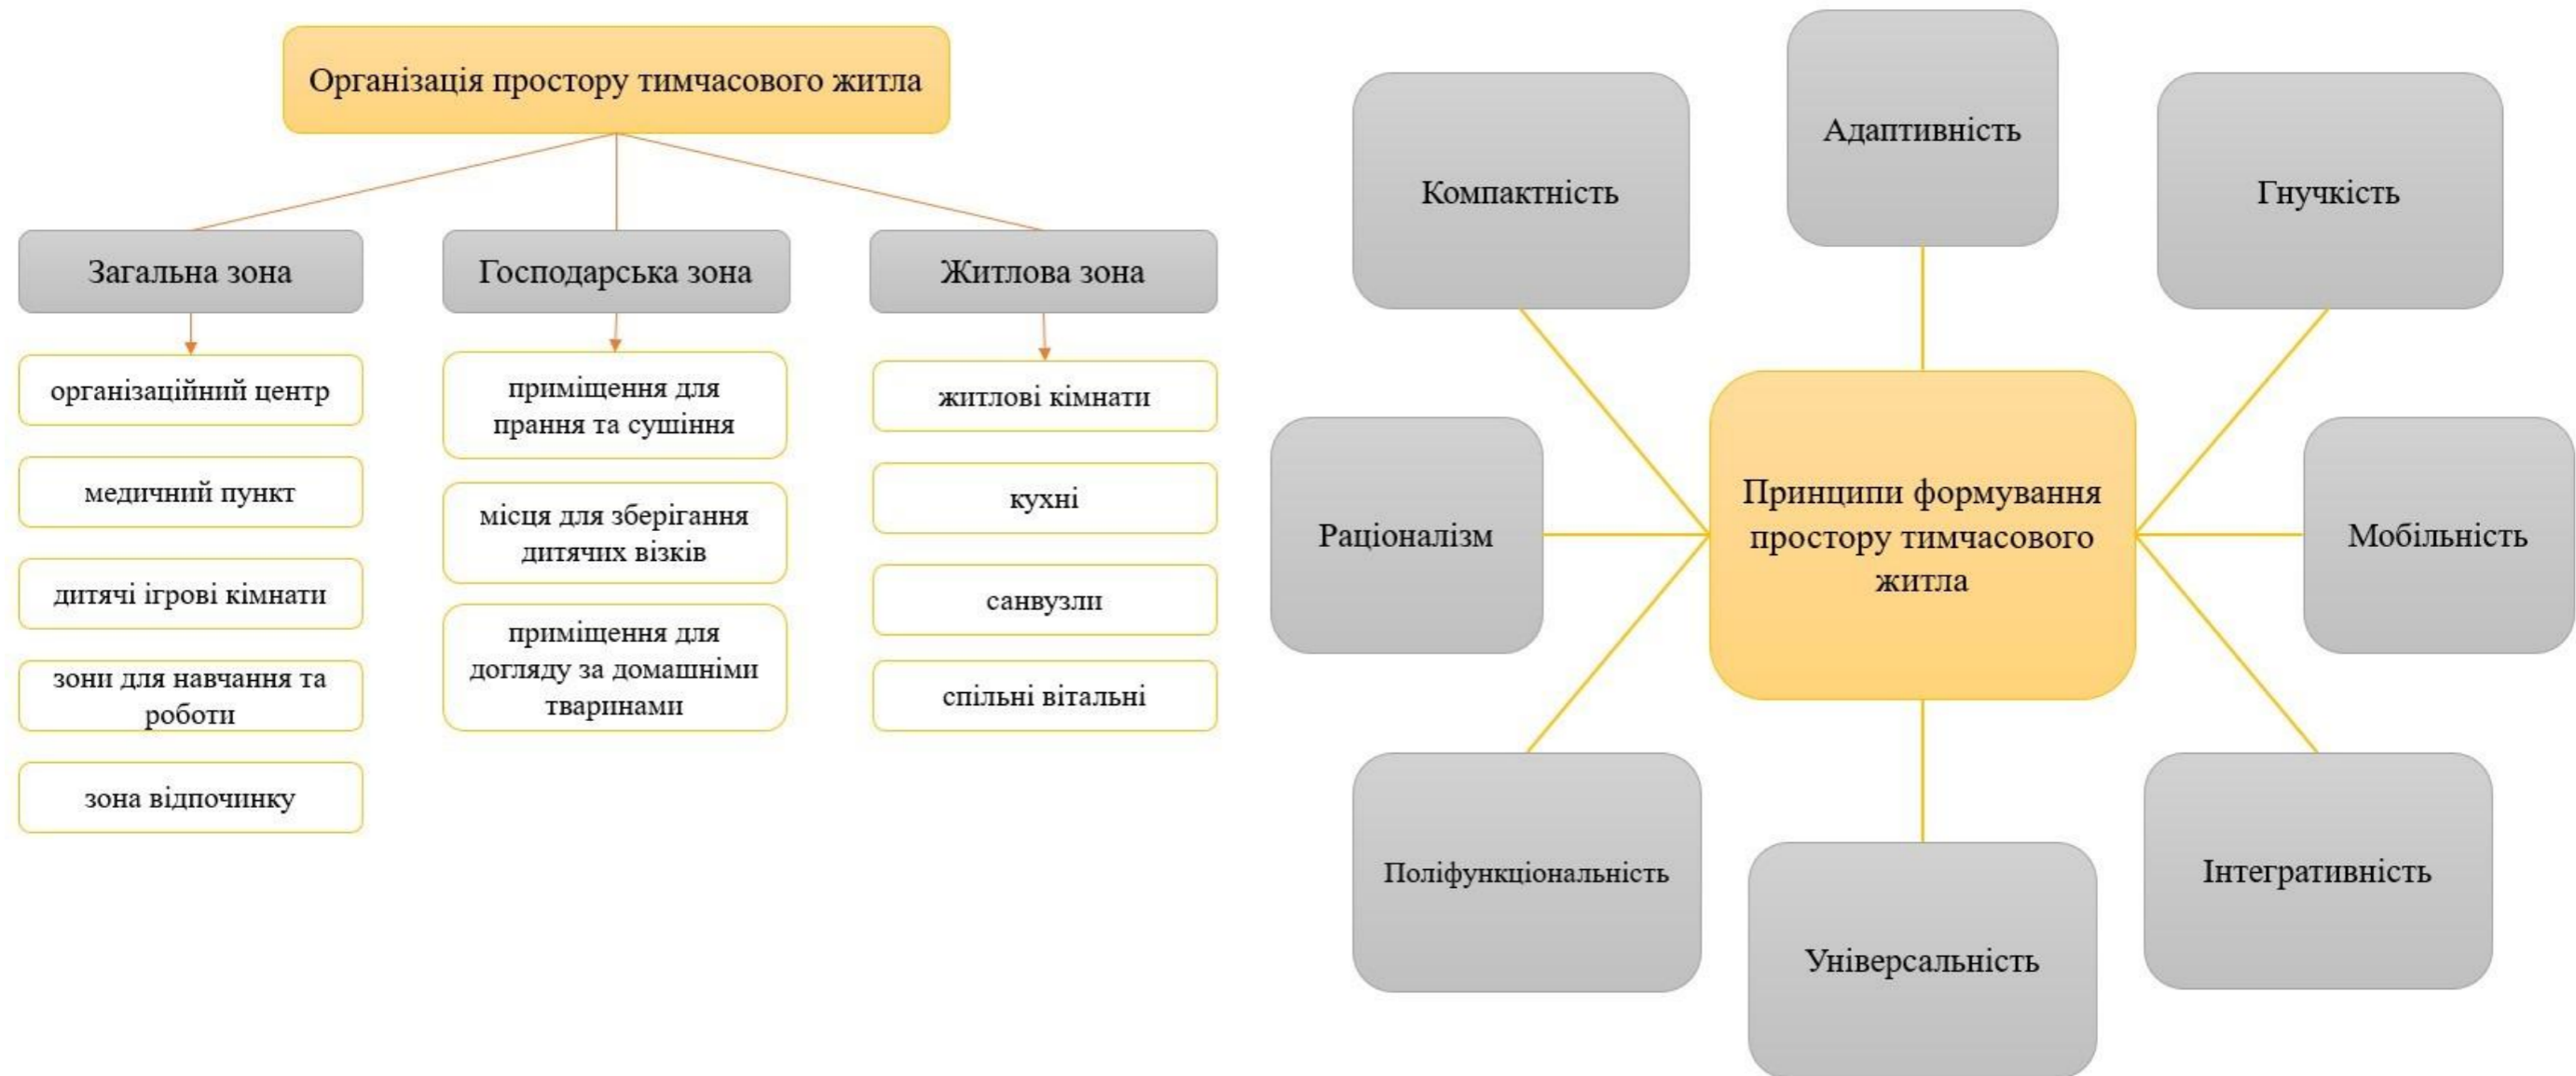 Організація простору тимчасового житла
Загальна зона
організаційний центр
медичний пункт
дитячі ігрові кімнати
зони для навчання та
роботи
зона відпочинку
Господарська зона
приміщення для
прання та сушіння
місця для зберігання
дитячих візків
приміщення для
догляду за домашніми
тваринами
Житлова зона
житлові кімнати
кухні
санвузли
спільні вітальні
Принципи формування
простору тимчасового
житла
Адаптивність
Гнучкість
Мобільність
Інтегративність
Універсальність
Поліфункціональність
Раціоналізм
Компактність